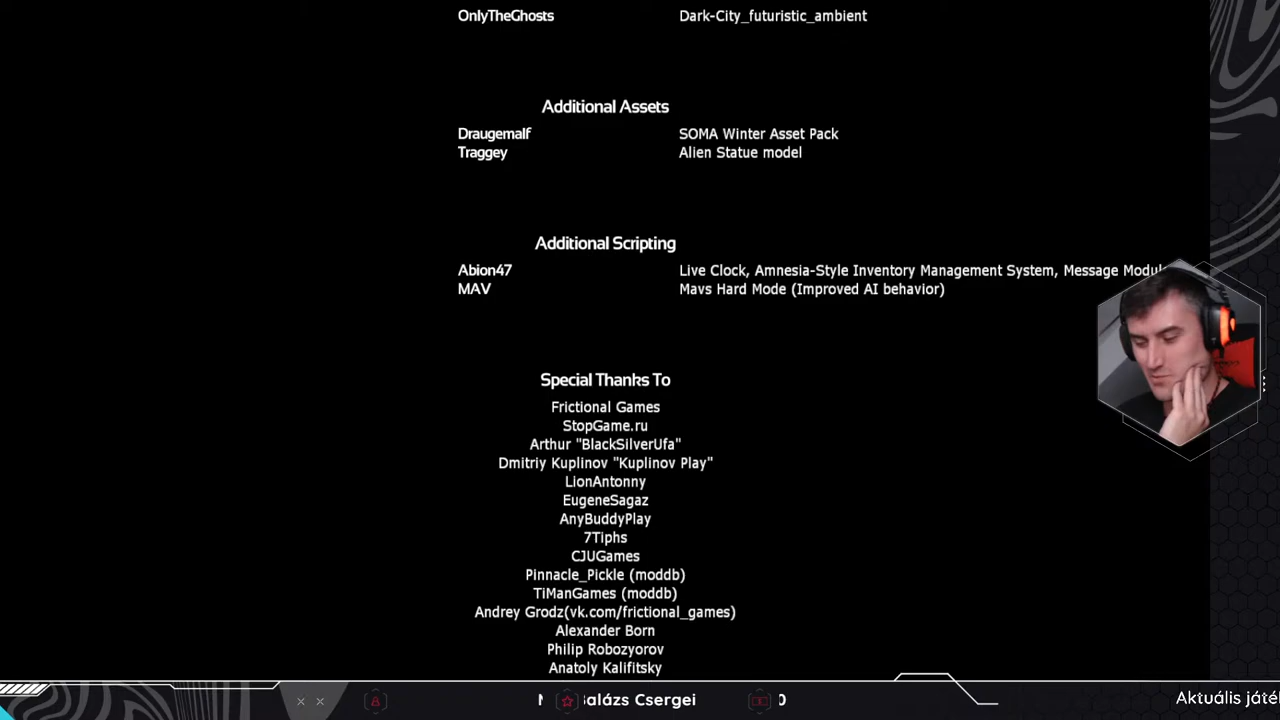 OnlyTheGhosts Dark-City_futuristic_ambient
Additional Assets
Draugemalf SOMA Winter Asset Pack
Traggey Alien Statue model
Additional Scripting
Abion47 Live Clock, Amnesia-Style Inventory Management System, Message Modul
MAV Mavs Hard Mode (Improved AI behavior)
Special Thanks To
Frictional Games
StopGame.ru
Arthur "BlackSilverUfa"
Dmitriy Kuplinov "Kuplinov Play"
LionAntonny
EugeneSagaz
AnyBuddyPlay
7Tiphs
CJUGames
Pinnacle_Pickle (moddb)
TiManGames (moddb)
Andrey Grodz(vk.com/frictional_games)
Alexander Born
Philip Robozyorov
Anatoly Kalifitsky
Balázs Csergei 0 Aktuális játé